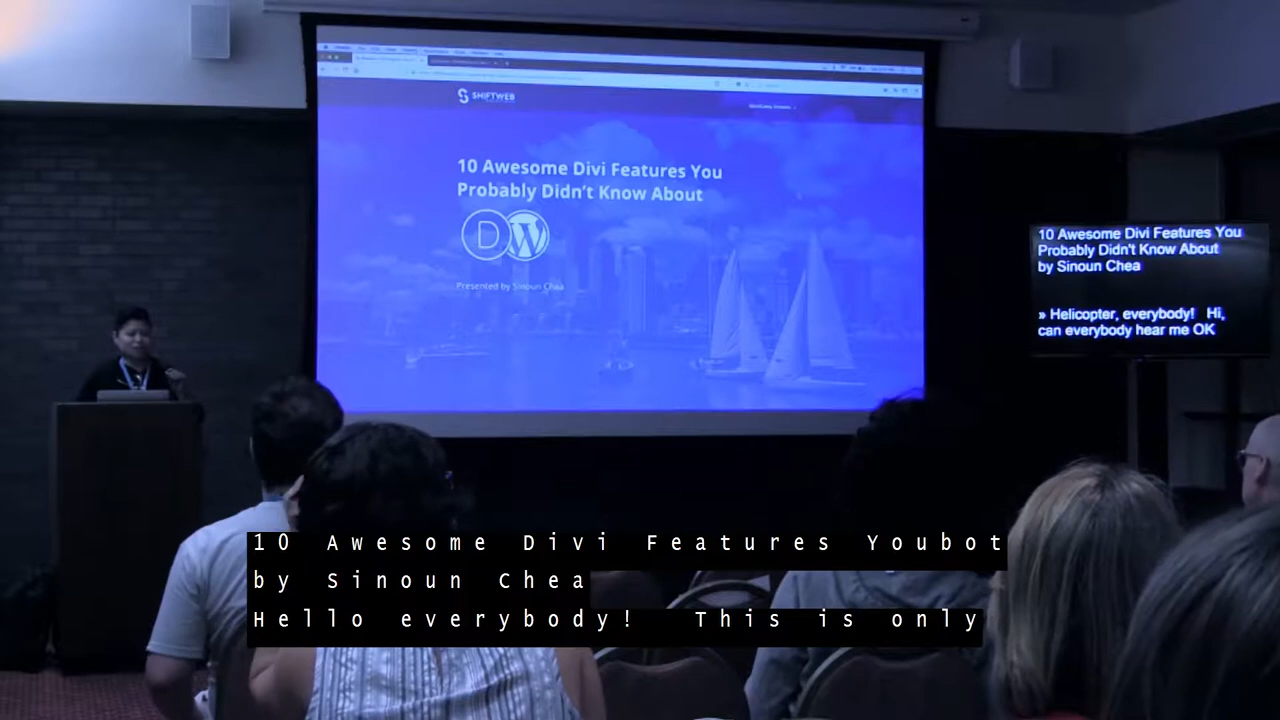 SHIFTWEB
10 Awesome Divi Features You
Probably Didn't Know About
D W
Presented by Sinoun Chea
10 Awesome Divi Features You
Probably Didn't Know About
by Sinoun Chea
» Helicopter, everybody! Hi,
can everybody hear me OK
10 Awesome Divi Features Youbot
by Sinoun Chea
Hello everybody! This is only